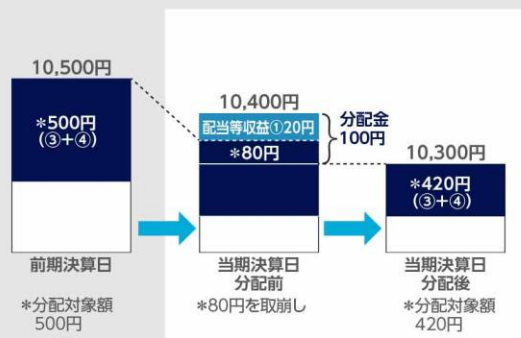 10,500円
*500円
(③+④)
前期決算日
*分配対象額
500円
10,400円
配当等収益①20円
*80円
分配金
100円
当期決算日
分配前
*80円を取崩し
10,300円
*420円
(③+④)
当期決算日
分配後
*分配対象額
420円